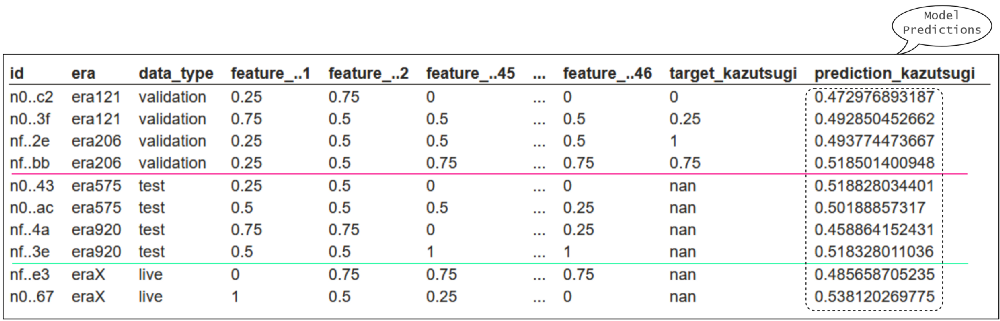 Model
Predictions
id era data_type feature_..1 feature_..2 feature_..45 ... feature_..46 target_kazutsugi prediction_kazutsugi
n0..c2 era121 validation 0.25 0.75 0 ... 0 0 0.472976893187
n0..3f era121 validation 0.75 0.5 0.5 ... 0.5 0.25 0.492850452662
nf..2e era206 validation 0.25 0.5 0.5 ... 0.5 1 0.493774473667
nf..bb era206 validation 0.25 0.5 0.75 ... 0.75 0.75 0.518501400948
n0..43 era575 test 0.25 0.5 0 ... 0 nan 0.518828034401
n0..ac era575 test 0.5 0.5 0.5 ... 0.25 nan 0.50188857317
nf..4a era920 test 0.75 0.75 0 ... 0.25 nan 0.458864152431
nf..3e era920 test 0.5 0.5 1 ... 1 nan 0.518328011036
nf..e3 eraX live 0 0.75 0.75 ... 0.75 nan 0.485658705235
n0..67 eraX live 1 0.5 0.25 ... 0 nan 0.538120269775